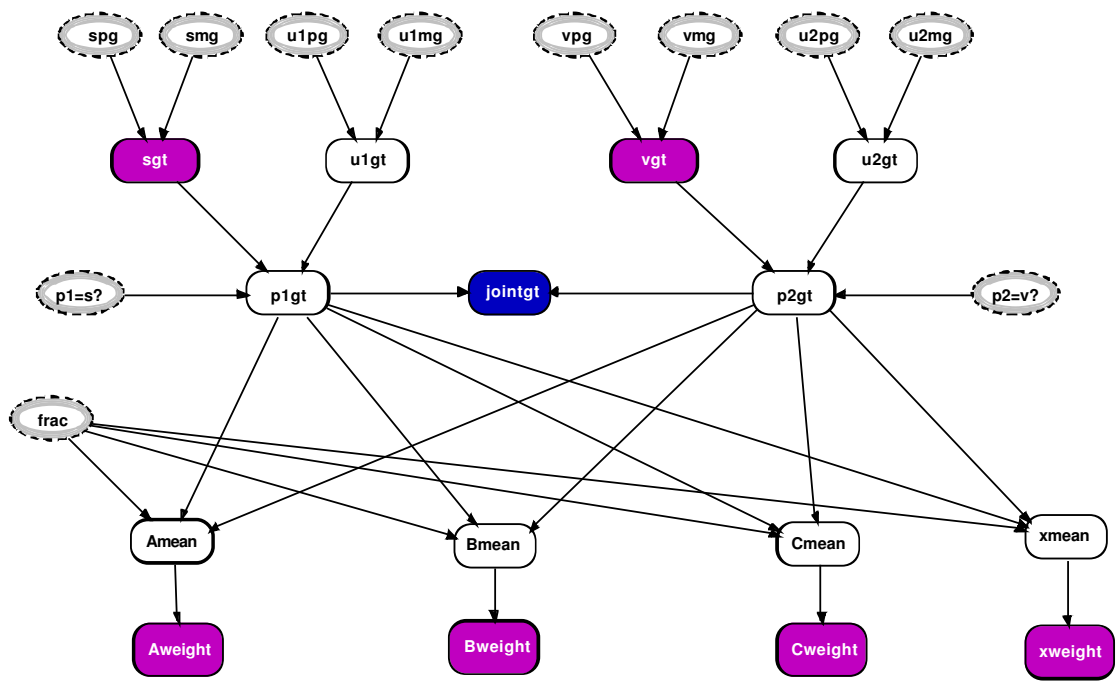 spg smg u1pg u1mg vpg vmg u2pg u2mg
sgt u1gt vgt u2gt
p1=s? p1gt jointgt p2gt p2=v?
frac
Amean Bmean Cmean xmean
Aweight Bweight Cweight xweight